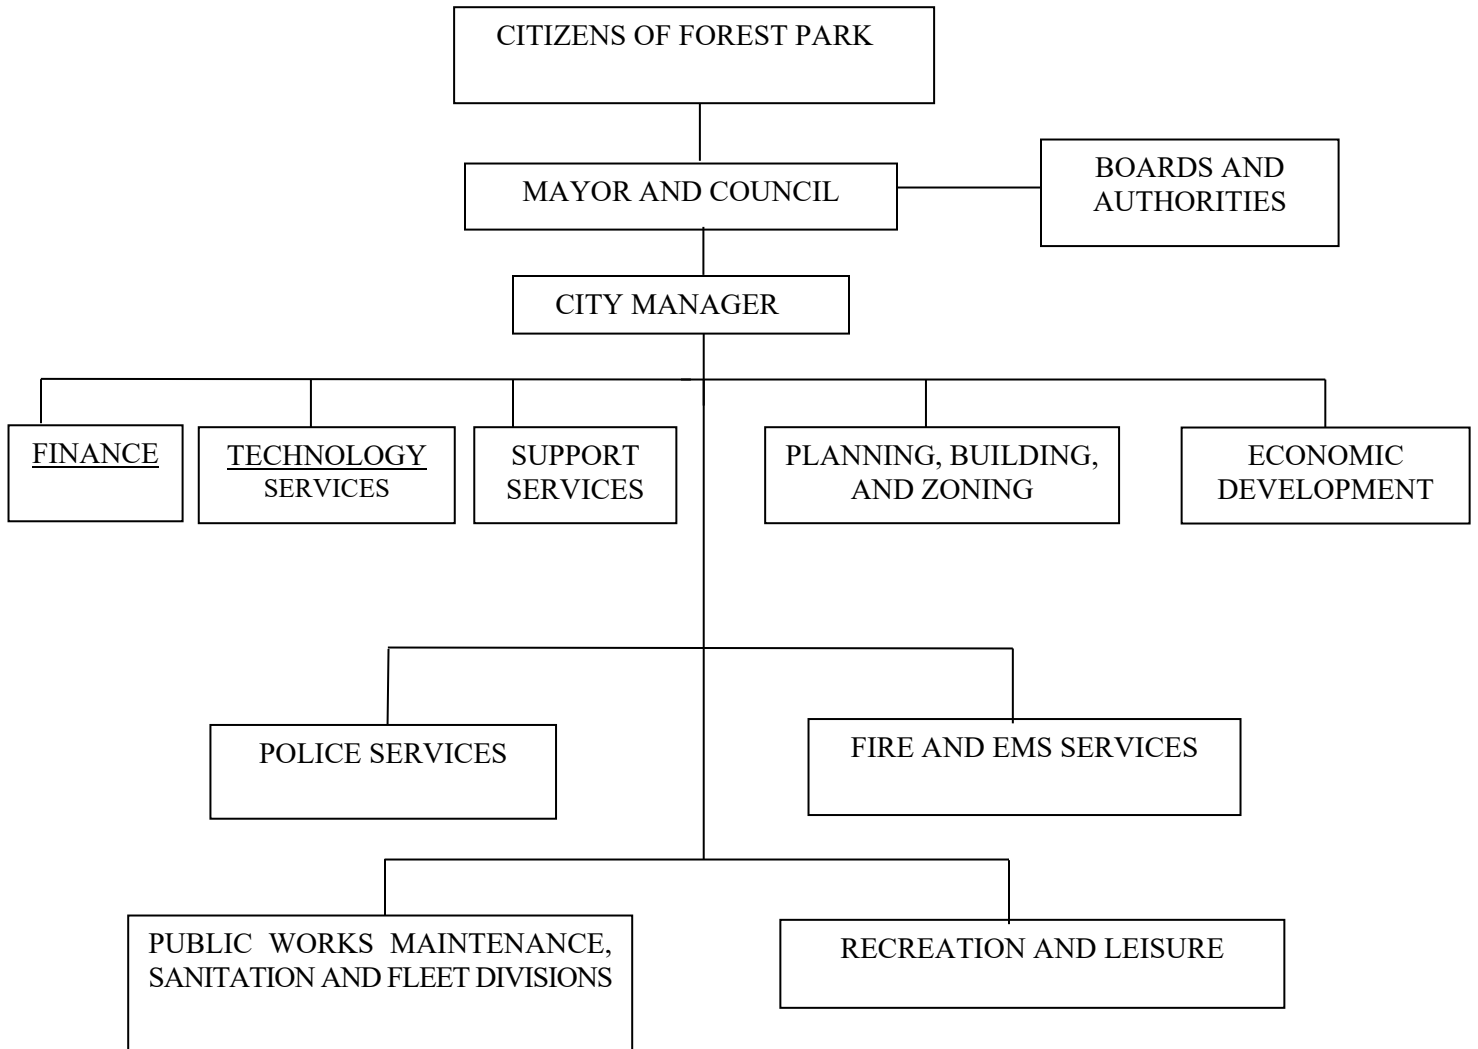 CITIZENS OF FOREST PARK
MAYOR AND COUNCIL
BOARDS AND
AUTHORITIES
CITY MANAGER
FINANCE
TECHNOLOGY
SERVICES
SUPPORT
SERVICES
PLANNING, BUILDING,
AND ZONING
ECONOMIC
DEVELOPMENT
POLICE SERVICES
FIRE AND EMS SERVICES
PUBLIC WORKS MAINTENANCE,
SANITATION AND FLEET DIVISIONS
RECREATION AND LEISURE